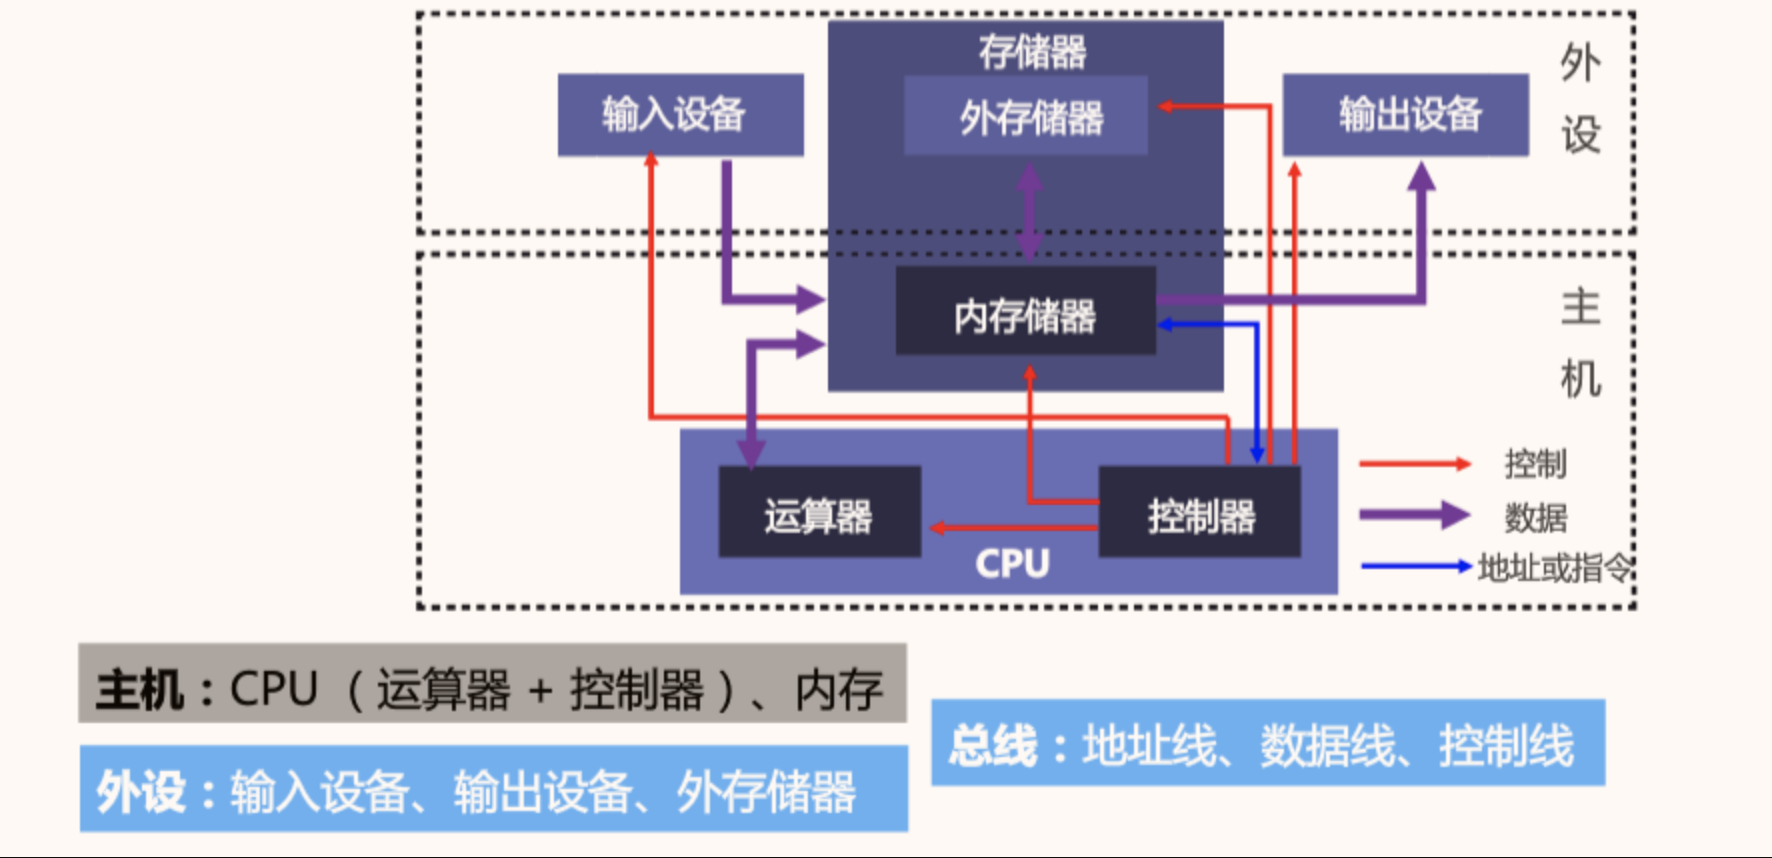 存储器
外存储器
输入设备
输出设备
外
设
内存储器
主
机
运算器
控制器
CPU
控制
数据
地址或指令
主机：CPU （运算器 + 控制器）、内存
外设：输入设备、输出设备、外存储器
总线：地址线、数据线、控制线